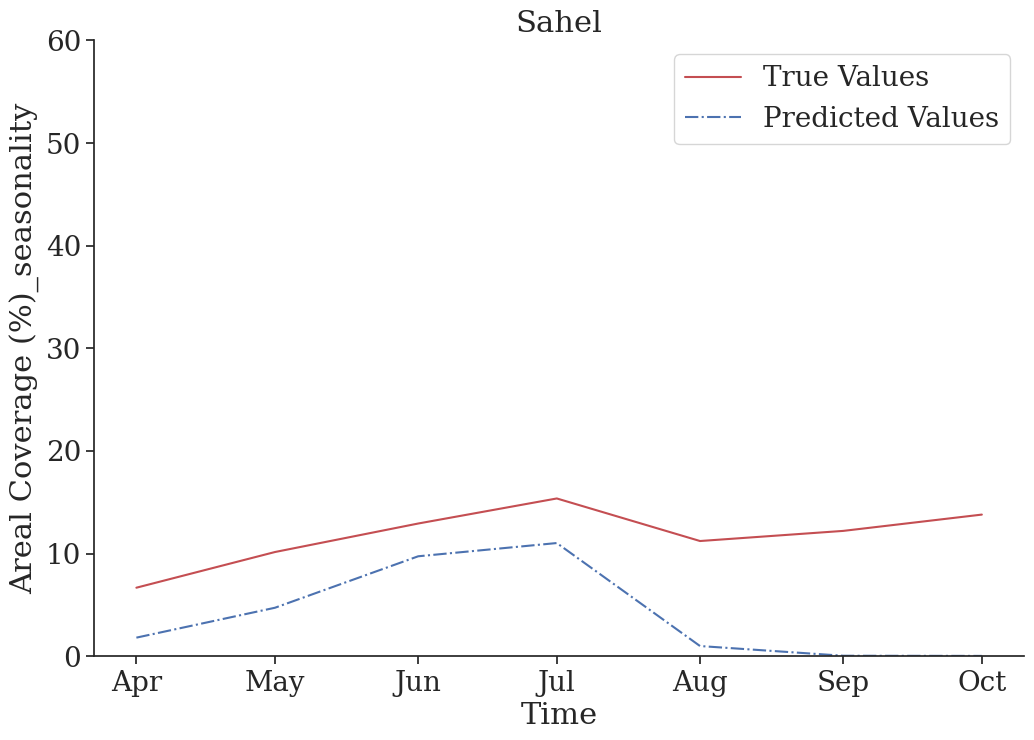 Sahel
60
50
40
30
20
10
0
Areal Coverage (%)_seasonality
True Values
Predicted Values
Apr May Jun Jul Aug Sep Oct
Time